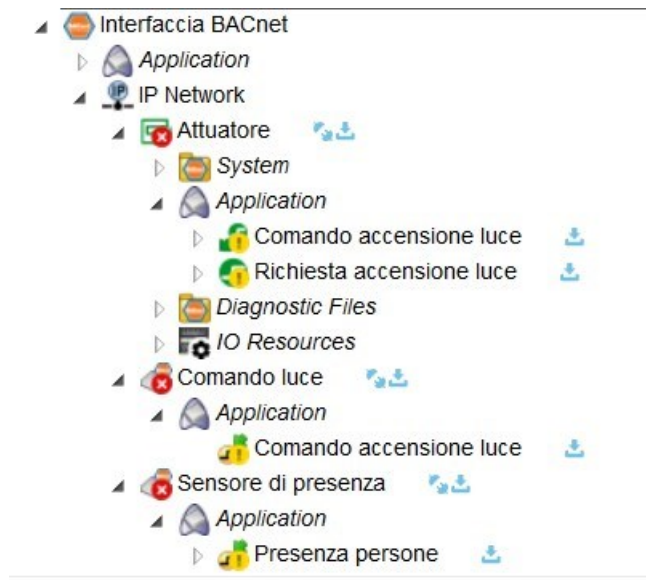 Interfaccia BACnet
Application
IP Network
Attuatore
System
Application
Comando accensione luce
Richiesta accensione luce
Diagnostic Files
IO Resources
Comando luce
Application
Comando accensione luce
Sensore di presenza
Application
Presenza persone